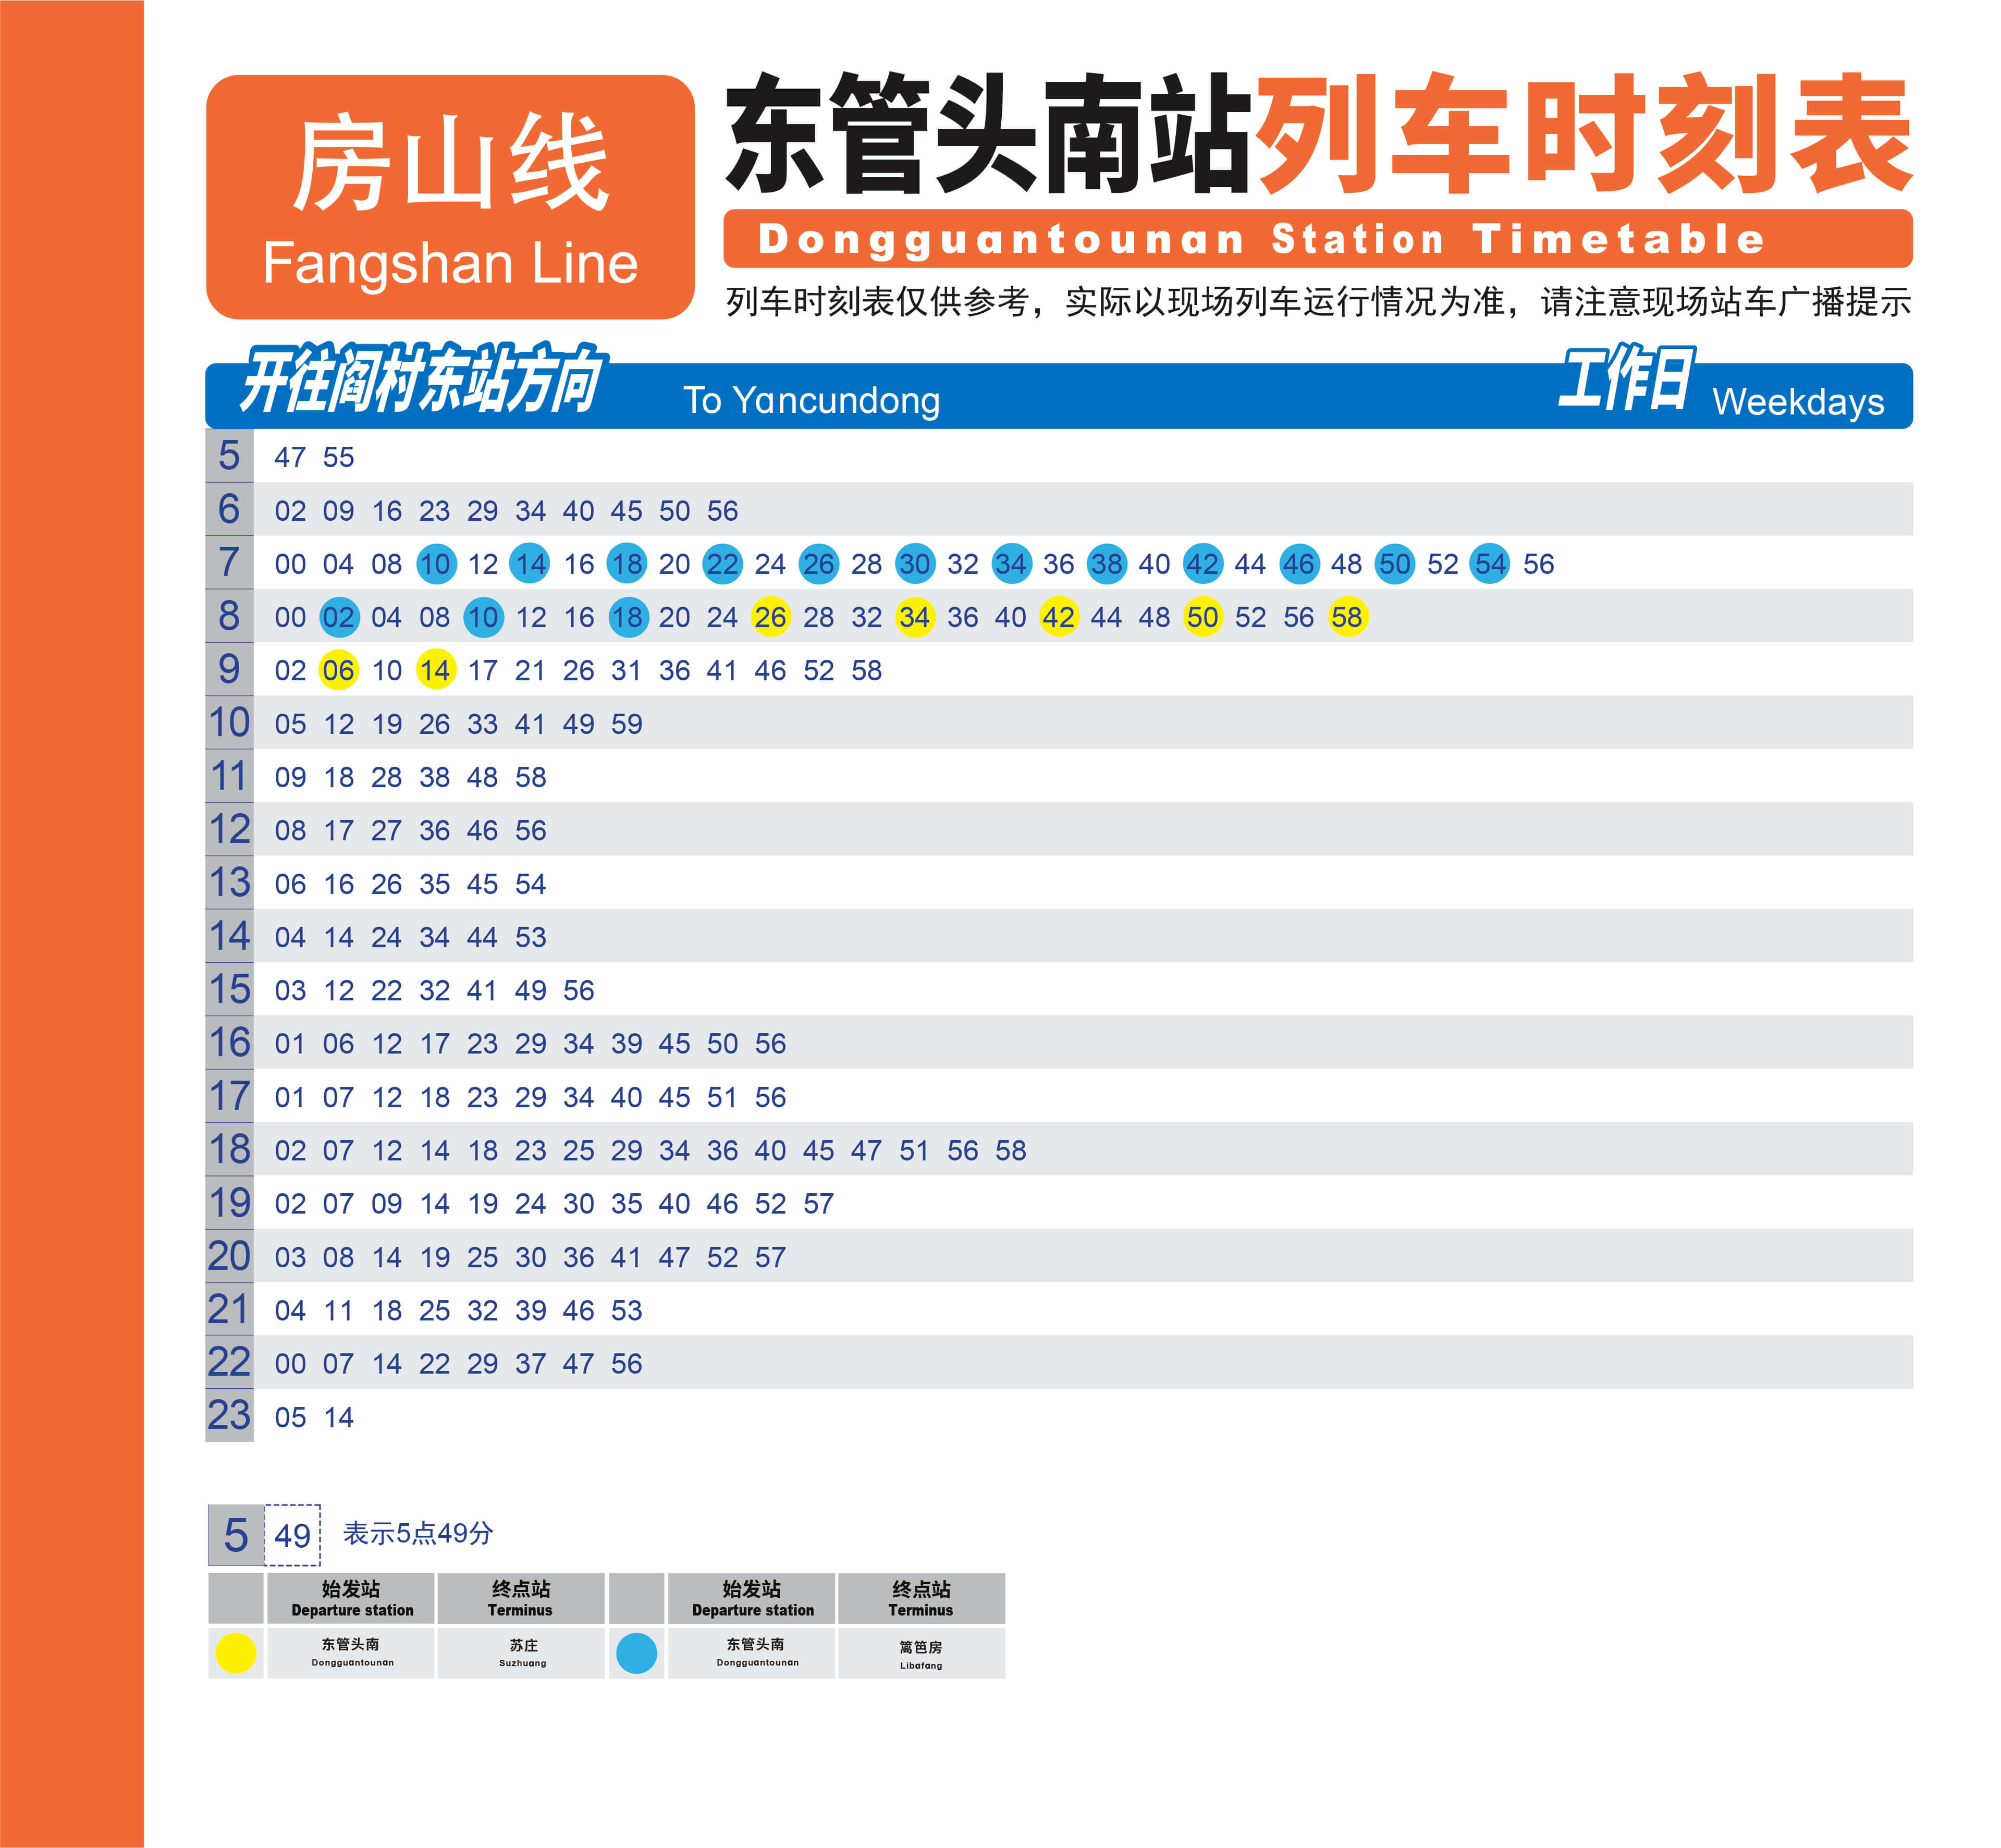 房山线
Fangshan Line
东管头南站列车时刻表
Dongguantounan Station Timetable
列车时刻表仅供参考，实际以现场列车运行情况为准，请注意现场站车广播提示
开往阎村东站方向 To Yancundong 工作日 Weekdays
5 47 55
6 02 09 16 23 29 34 40 45 50 56
7 00 04 08 10 12 14 16 18 20 22 24 26 28 30 32 34 36 38 40 42 44 46 48 50 52 54 56
8 00 02 04 08 10 12 16 18 20 24 26 28 32 34 36 40 42 44 48 50 52 56 58
9 02 06 10 14 17 21 26 31 36 41 46 52 58
10 05 12 19 26 33 41 49 59
11 09 18 28 38 48 58
12 08 17 27 36 46 56
13 06 16 26 35 45 54
14 04 14 24 34 44 53
15 03 12 22 32 41 49 56
16 01 06 12 17 23 29 34 39 45 50 56
17 01 07 12 18 23 29 34 40 45 51 56
18 02 07 12 14 18 23 25 29 34 36 40 45 47 51 56 58
19 02 07 09 14 19 24 30 35 40 46 52 57
20 03 08 14 19 25 30 36 41 47 52 57
21 04 11 18 25 32 39 46 53
22 00 07 14 22 29 37 47 56
23 05 14
5 49 表示5点49分
始发站 终点站 始发站 终点站
Departure station Terminus Departure station Terminus
东管头南 苏庄 东管头南 篱笆房
Dongguantounan Suzhuang Dongguantounan Libafang